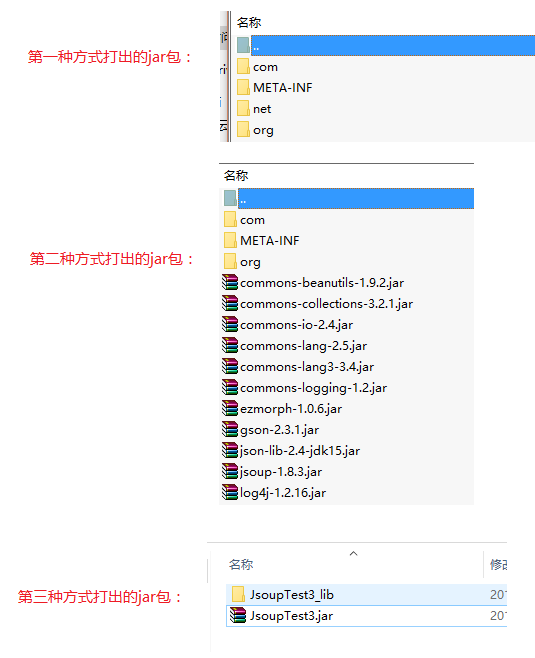 名称
第一种方式打出的jar包：
..
com
META-INF
net
org
名称
..
com
META-INF
第二种方式打出的jar包：
org
commons-beanutils-1.9.2.jar
commons-collections-3.2.1.jar
commons-io-2.4.jar
commons-lang-2.5.jar
commons-lang3-3.4.jar
commons-logging-1.2.jar
ezmorph-1.0.6.jar
gson-2.3.1.jar
json-lib-2.4-jdk15.jar
jsoup-1.8.3.jar
log4j-1.2.16.jar
名称 修改
第三种方式打出的jar包：
JsoupTest3_lib 201
JsoupTest3.jar 201